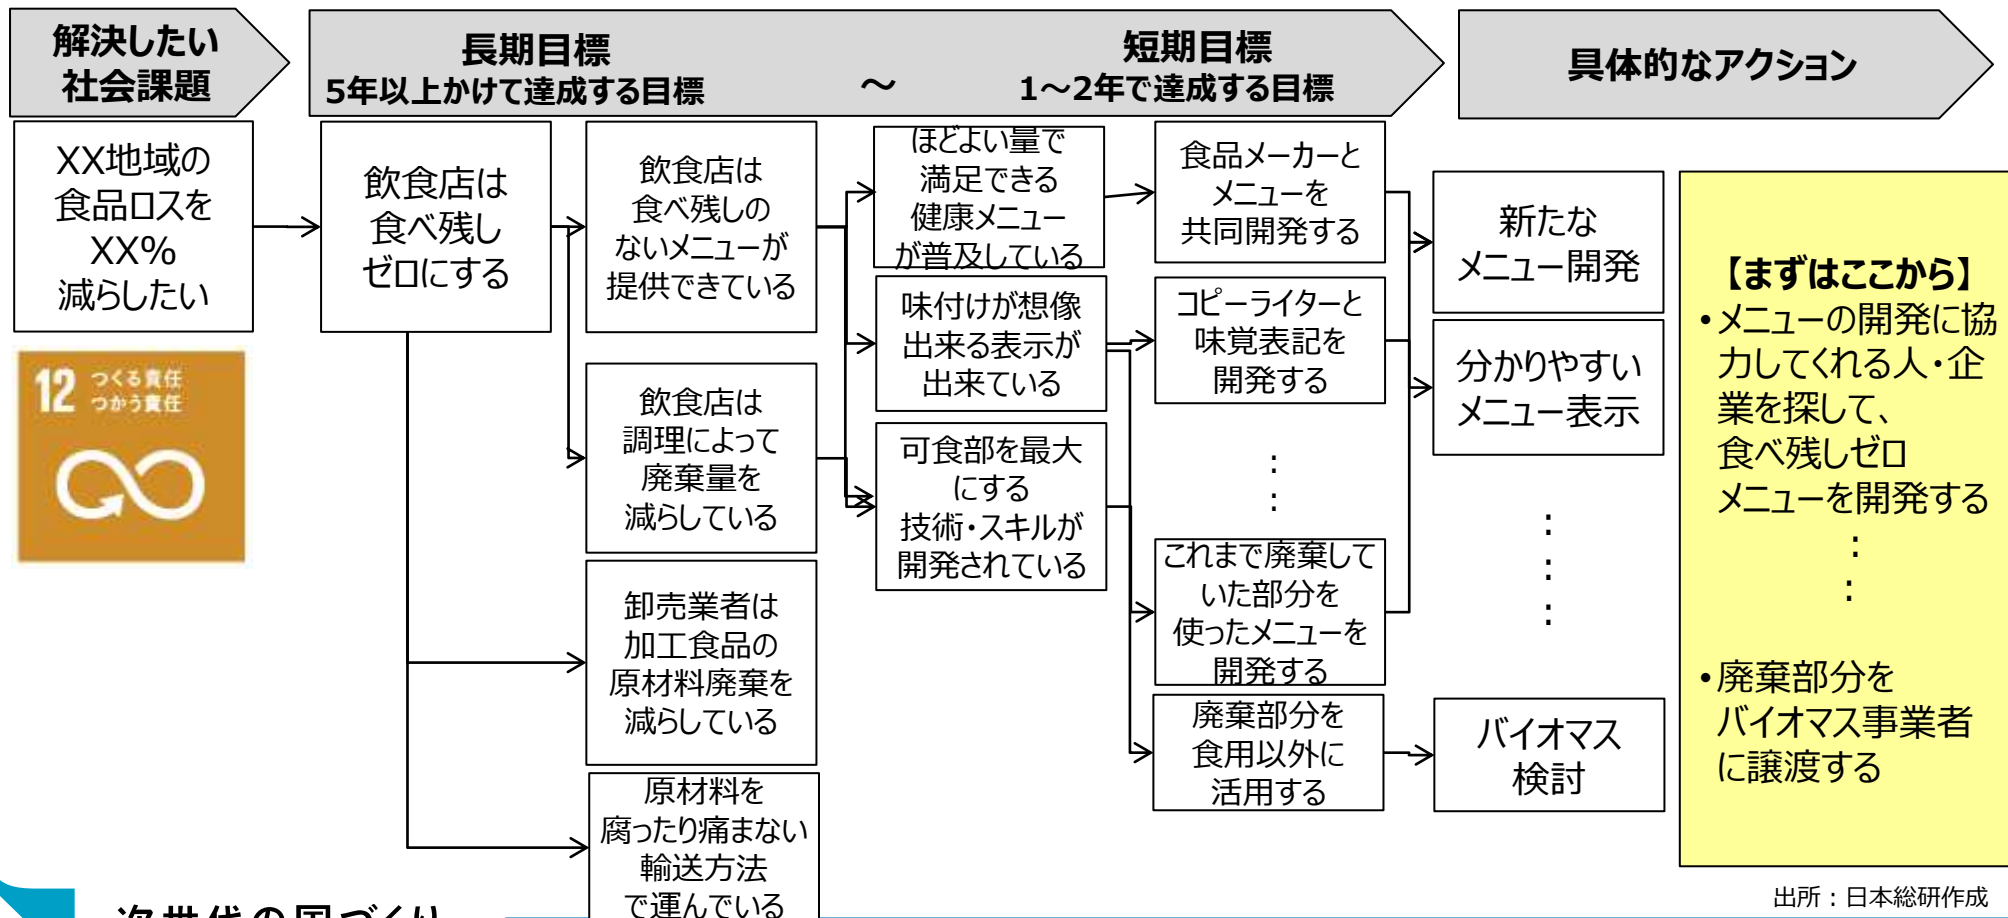 解決したい
社会課題
長期目標
5年以上かけて達成する目標
～
短期目標
1～2年で達成する目標
具体的なアクション
XX地域の
食品ロスを
XX%
減らしたい
12 つくる責任
つかう責任
飲食店は
食べ残し
ゼロにする
飲食店は
食べ残しの
ないメニューが
提供できている
飲食店は
調理によって
廃棄量を
減らしている
卸売業者は
加工食品の
原材料廃棄を
減らしている
原材料を
腐ったり痛まない
輸送方法
で運んでいる
ほどよい量で
満足できる
健康メニュー
が普及している
味付けが想像
出来る表示が
出来ている
可食部を最大
にする
技術・スキルが
開発されている
食品メーカーと
メニューを
共同開発する
コピーライターと
味覚表記を
開発する
：
：
これまで廃棄して
いた部分を
使ったメニューを
開発する
廃棄部分を
食用以外に
活用する
新たな
メニュー開発
分かりやすい
メニュー表示
：
：
：
バイオマス
検討
【まずはここから】
•メニューの開発に協
力してくれる人・企
業を探して、
食べ残しゼロ
メニューを開発する
：
：
•廃棄部分を
バイオマス事業者
に譲渡する
出所：日本総研作成
次世代の国づくり